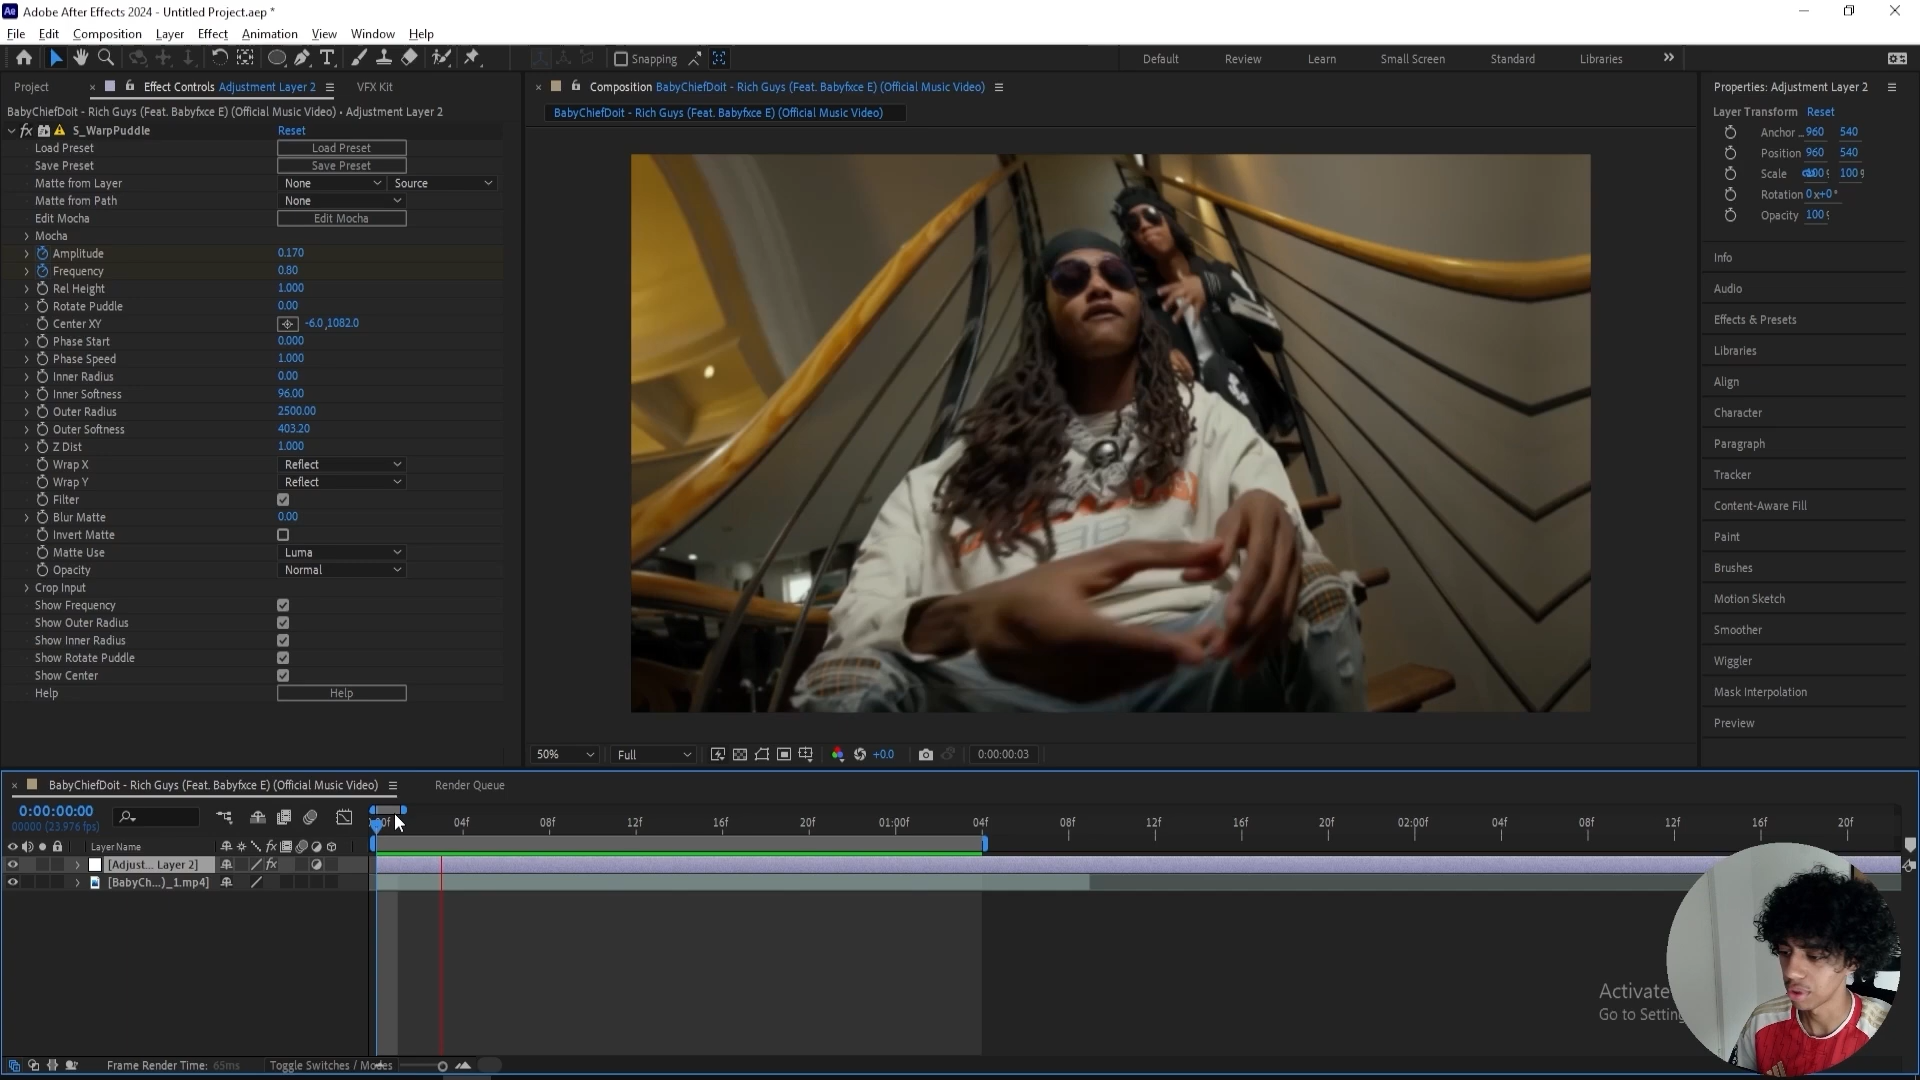 Adobe After Effects 2024 - Untitled Project.aep *
File Edit Composition Layer Effect Animation View Window Help
Snapping
Default Review Learn Small Screen Standard Libraries
Project
Effect Controls Adjustment Layer 2
VFX Kit
BabyChiefDoit - Rich Guys (Feat. Babyfxce E) (Official Music Video) • Adjustment Layer 2
fx S_WarpPuddle Reset
Load Preset Load Preset
Save Preset Save Preset
Matte from Layer None Source
Matte from Path None
Edit Mocha Edit Mocha
Mocha
Amplitude 0.170
Frequency 0.80
Rel Height 1.000
Rotate Puddle 0.00
Center XY -6.0,1082.0
Phase Start 0.000
Phase Speed 1.000
Inner Radius 0.00
Inner Softness 96.00
Outer Radius 2500.00
Outer Softness 403.20
Z Dist 1.000
Wrap X Reflect
Wrap Y Reflect
Filter
Blur Matte 0.00
Invert Matte
Matte Use Luma
Opacity Normal
Crop Input
Show Frequency
Show Outer Radius
Show Inner Radius
Show Rotate Puddle
Show Center
Help Help
Composition BabyChiefDoit - Rich Guys (Feat. Babyfxce E) (Official Music Video)
BabyChiefDoit - Rich Guys (Feat. Babyfxce E) (Official Music Video)
50% Full +0.0 0:00:00:03
Properties: Adjustment Layer 2
Layer Transform Reset
Anchor ... 960 540
Position 960 540
Scale 100 100
Rotation 0x+0°
Opacity 100
Info
Audio
Effects & Presets
Libraries
Align
Character
Paragraph
Tracker
Content-Aware Fill
Paint
Brushes
Motion Sketch
Smoother
Wiggler
Mask Interpolation
Preview
BabyChiefDoit - Rich Guys (Feat. Babyfxce E) (Official Music Video)
Render Queue
0:00:00:00
00000 (23.976 fps)
04f 08f 12f 16f 20f 01:00f 04f 08f 12f 16f 20f 02:00f 04f 08f 12f 16f 20f
Layer Name
[Adjust... Layer 2]
[BabyCh...)_1.mp4]
Activate
Go to Settin
Frame Render Time: 65ms Toggle Switches / Modes